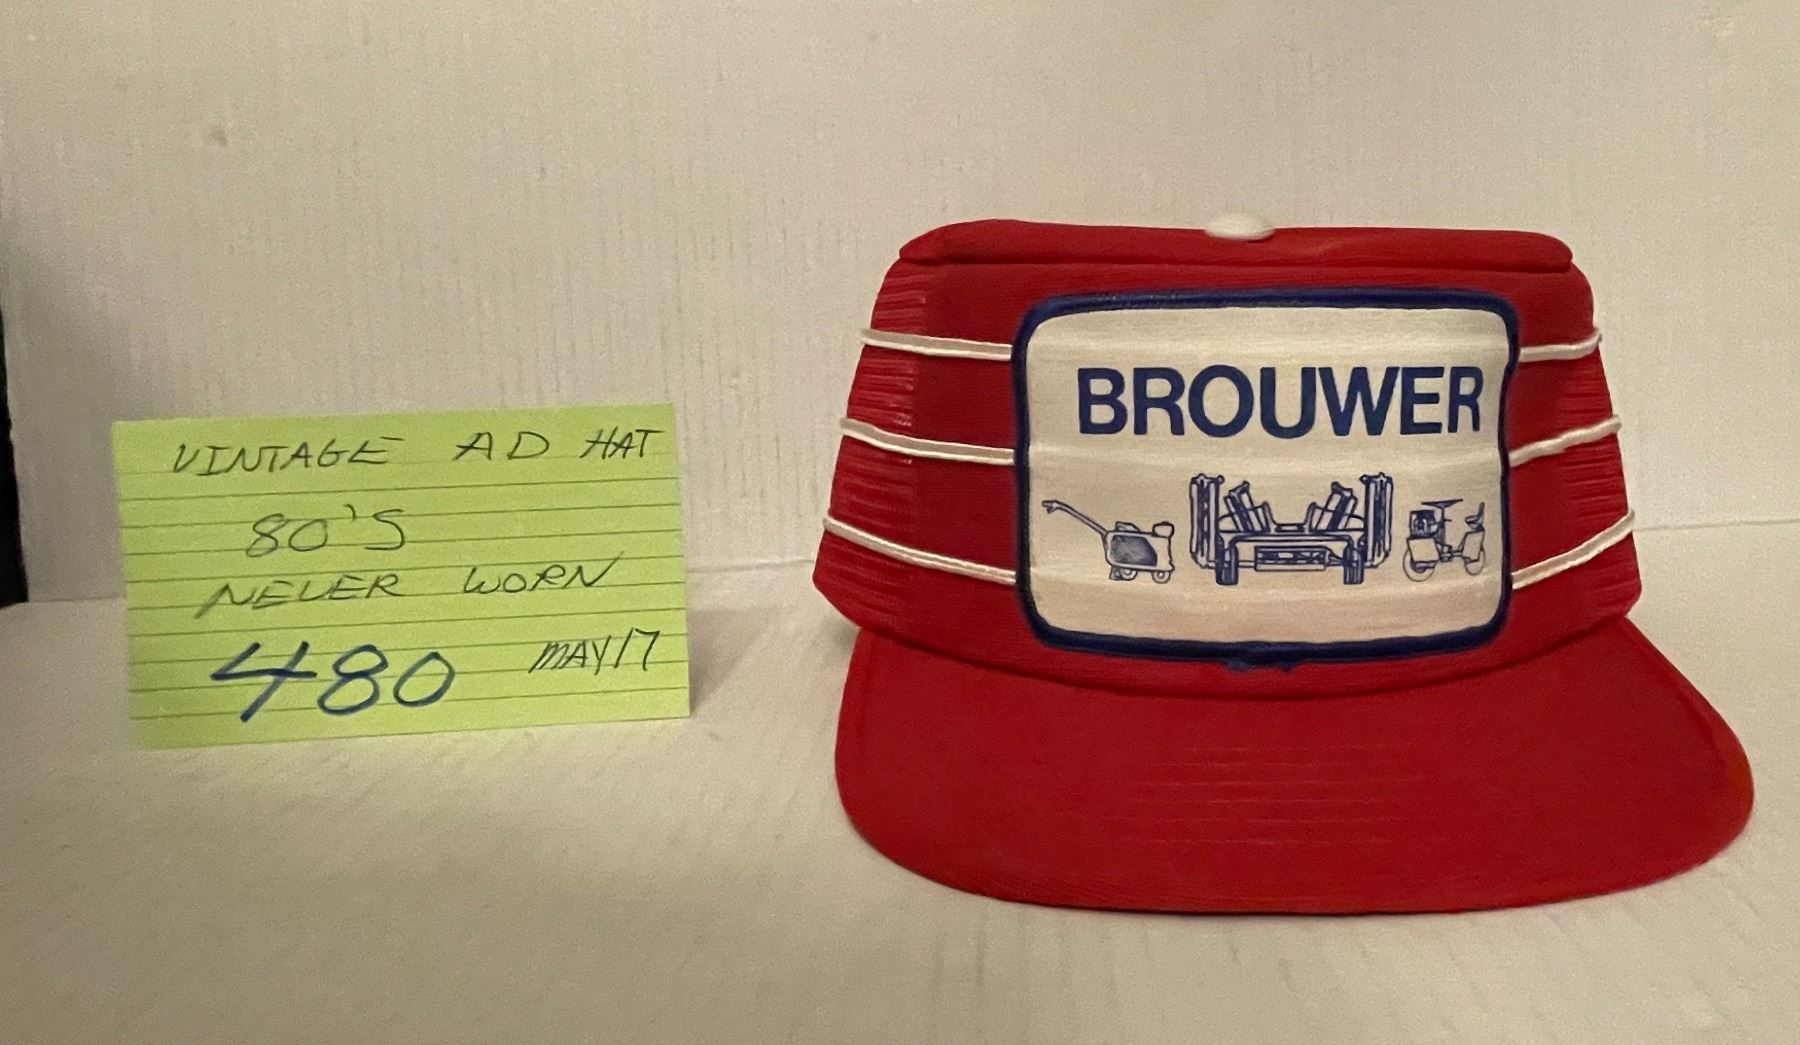 VINTAGE AD HAT
80'S
NEVER WORN
480 MAY/7
BROUWER